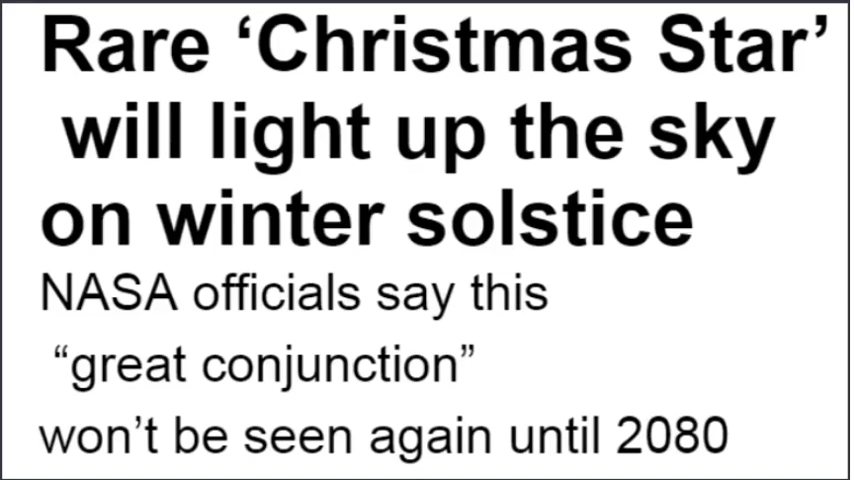 Rare ‘Christmas Star’
will light up the sky
on winter solstice
NASA officials say this
“great conjunction”
won’t be seen again until 2080